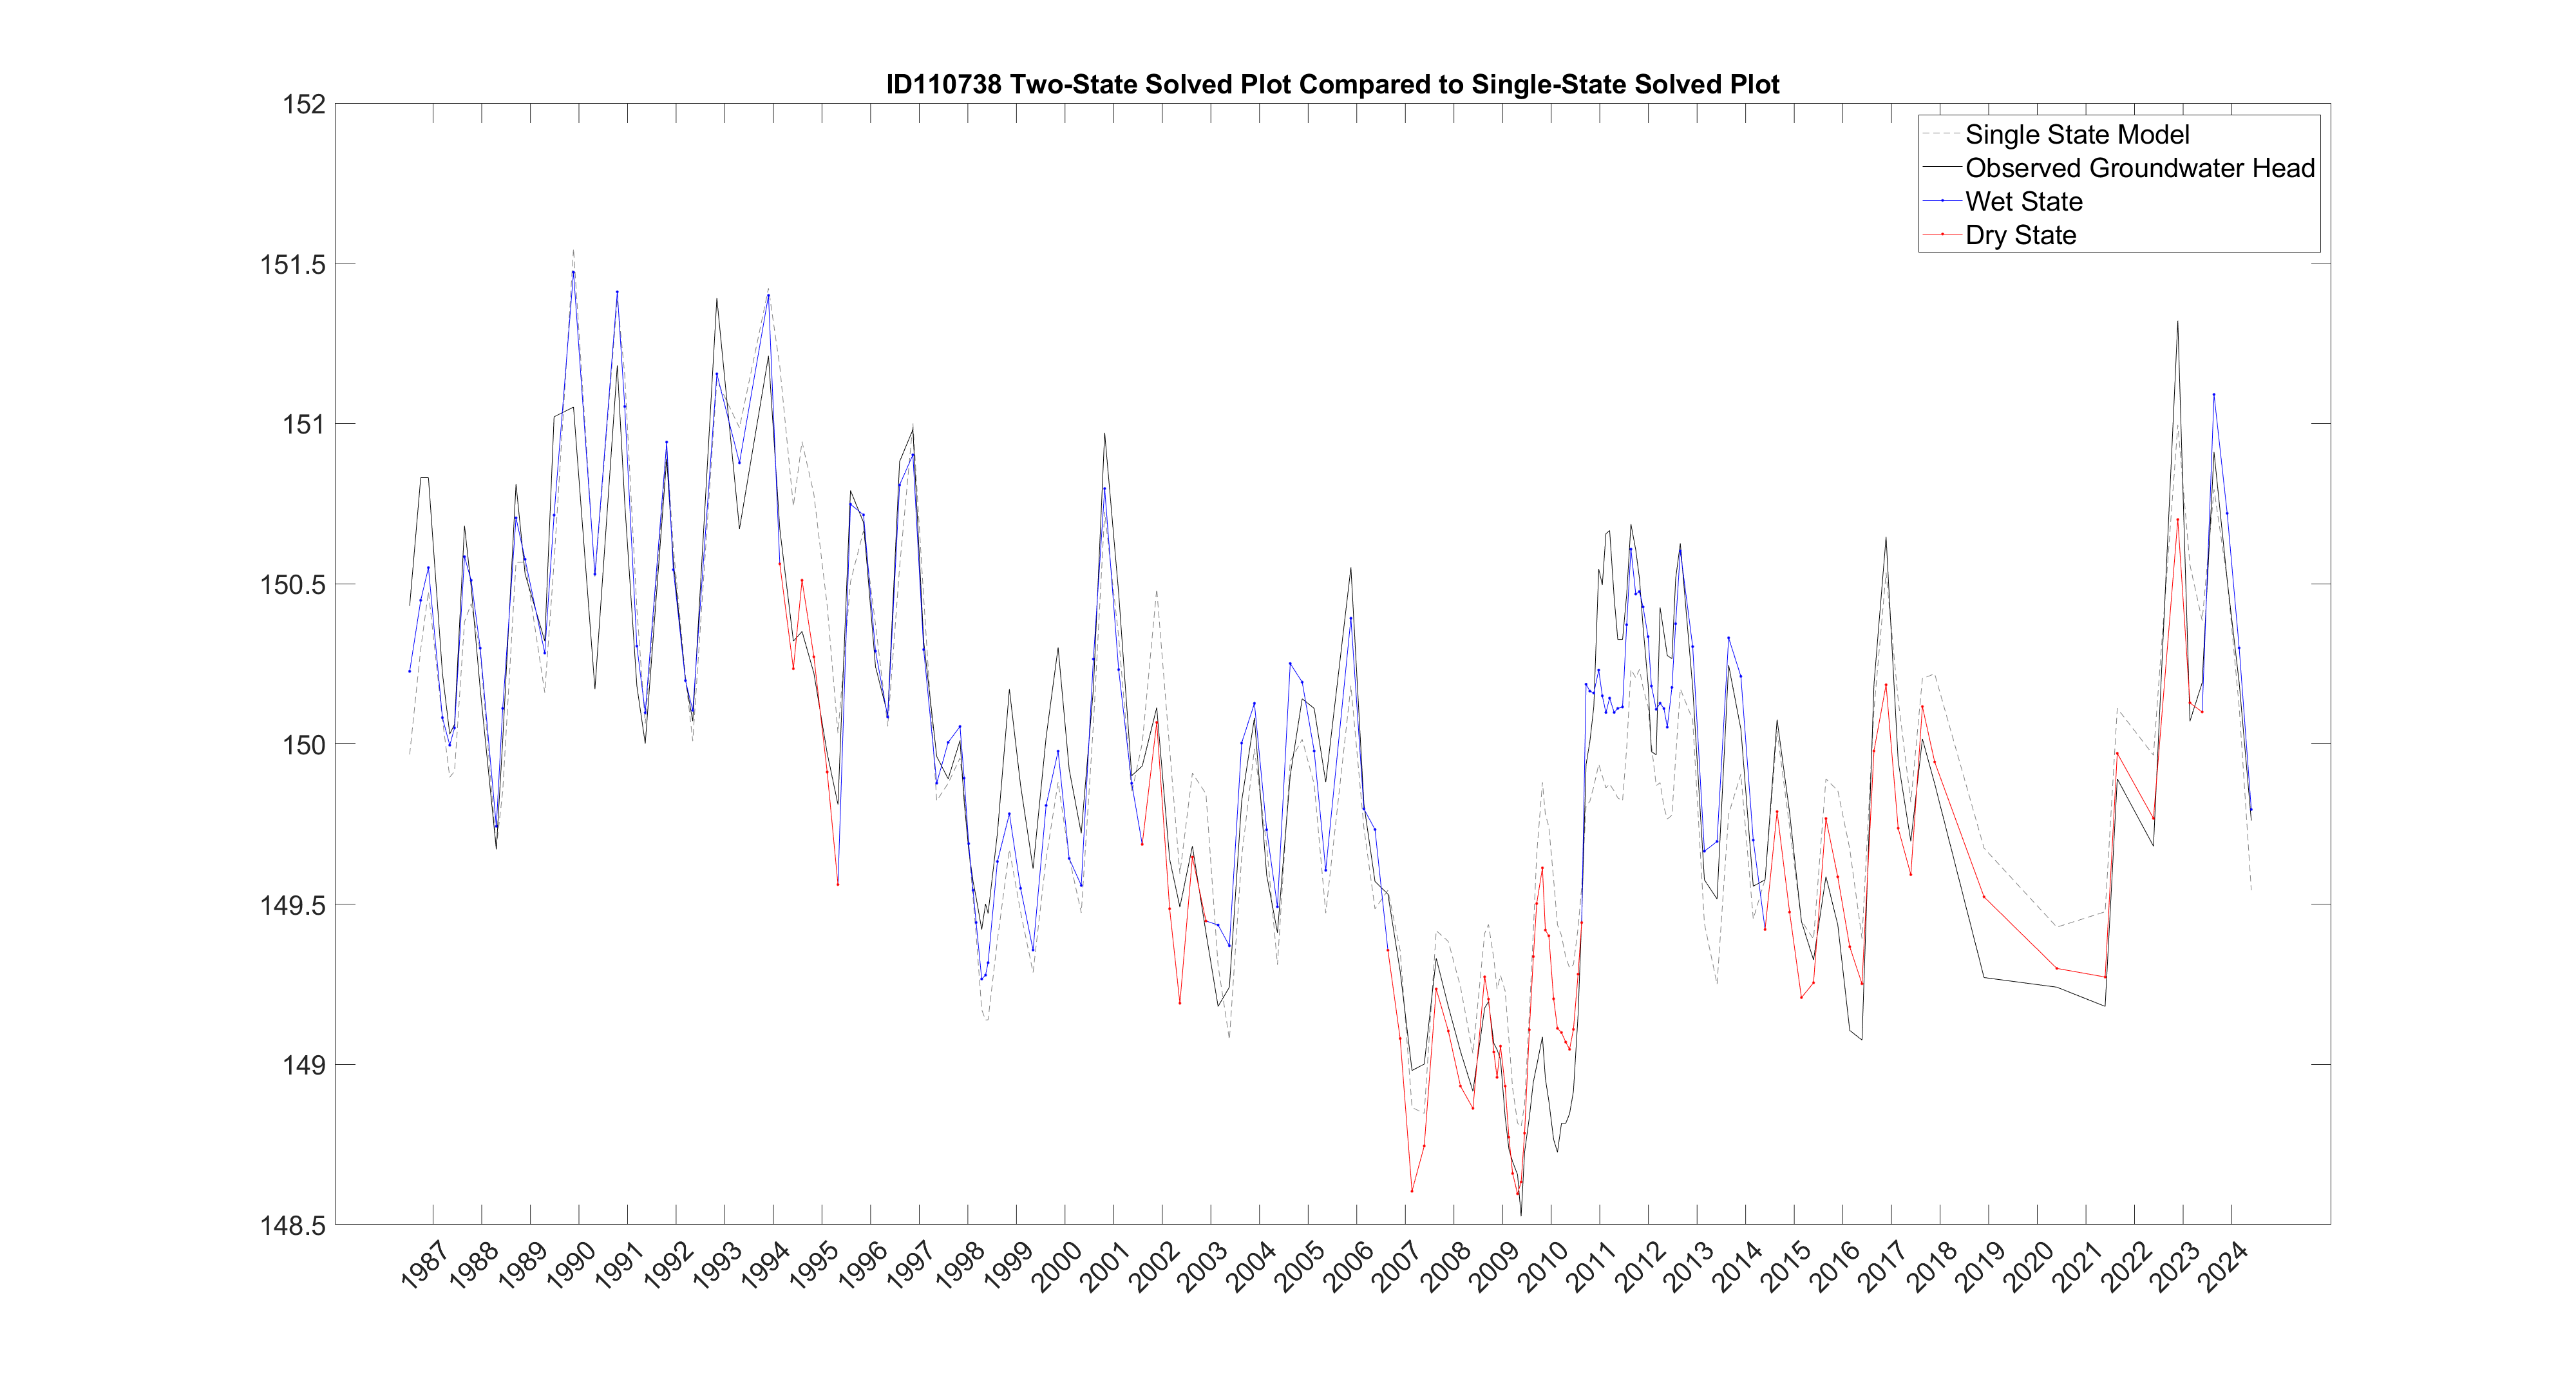 ID110738 Two-State Solved Plot Compared to Single-State Solved Plot
152
151.5
151
150.5
150
149.5
149
148.5
Single State Model
Observed Groundwater Head
Wet State
Dry State
1987 1988 1989 1990 1991 1992 1993 1994 1995 1996 1997 1998 1999 2000 2001 2002 2003 2004 2005 2006 2007 2008 2009 2010 2011 2012 2013 2014 2015 2016 2017 2018 2019 2020 2021 2022 2023 2024